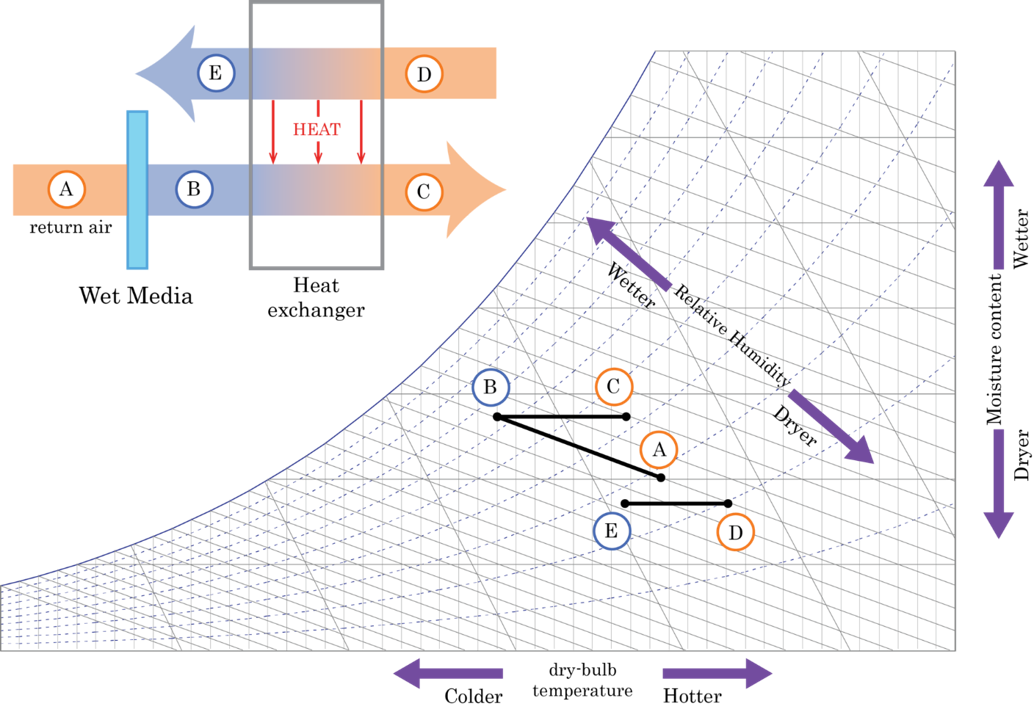 E
D
HEAT
A
B
C
return air
Wet Media
Heat
exchanger
Wetter
Relative Humidity
Dryer
B
C
A
E
D
Wetter
Moisture content
Dryer
dry-bulb
temperature
Colder
Hotter